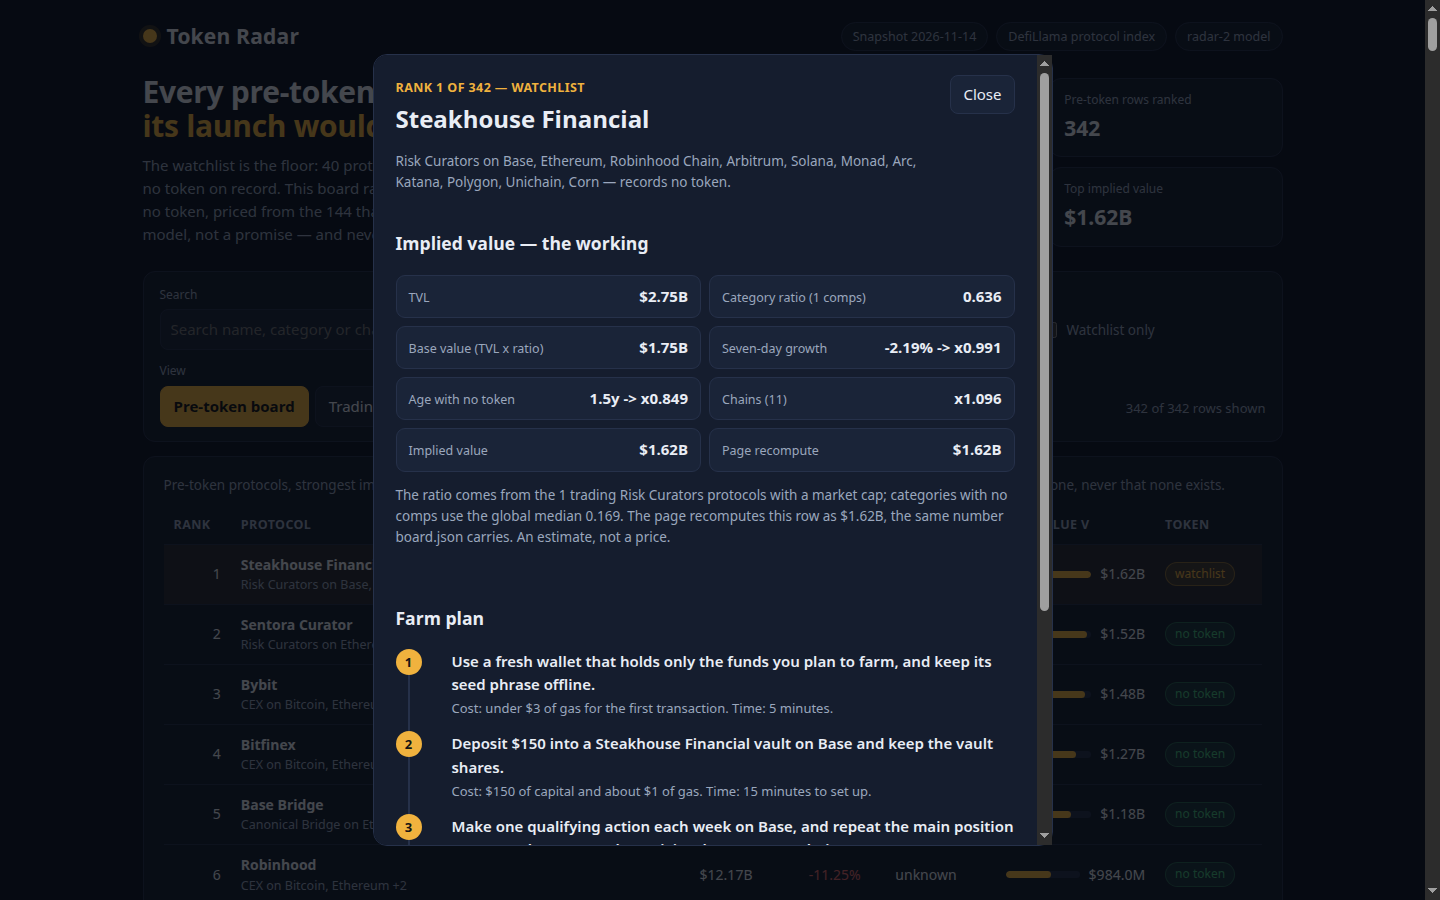 Token Radar
Snapshot 2026-11-14
DefiLlama protocol index
radar-2 model
Every pre-token
its launch would
The watchlist is the floor: 40
no token on record. This board
no token, priced from the 144
model, not a promise — and
Pre-token rows ranked
342
Top implied value
$1.62B
Search
Search name, category or
Watchlist only
View
Pre-token board
342 of 342 rows shown
Pre-token protocols, strongest
one, never that none exists.
RANK
PROTOCOL
TOKEN
1
Steakhouse
Risk Curators on Base,
$1.62B
watchlist
2
Sentora Curator
Risk Curators on
$1.52B
no token
3
Bybit
CEX on Bitcoin,
$1.48B
no token
4
Bitfinex
CEX on Bitcoin,
$1.27B
no token
5
Base Bridge
Canonical Bridge on
$1.18B
no token
6
Robinhood
CEX on Bitcoin, Ethereum +2
$12.17B
-11.25%
unknown
$984.0M
no token
RANK 1 OF 342 — WATCHLIST
Close
Steakhouse Financial
Risk Curators on Base, Ethereum, Robinhood Chain, Arbitrum, Solana, Monad, Arc,
Katana, Polygon, Unichain, Corn — records no token.
Implied value — the working
TVL $2.75B
Category ratio (1 comps) 0.636
Base value (TVL x ratio) $1.75B
Seven-day growth -2.19% -> x0.991
Age with no token 1.5y -> x0.849
Chains (11) x1.096
Implied value $1.62B
Page recompute $1.62B
The ratio comes from the 1 trading Risk Curators protocols with a market cap; categories with no
comps use the global median 0.169. The page recomputes this row as $1.62B, the same number
board.json carries. An estimate, not a price.
Farm plan
1
Use a fresh wallet that holds only the funds you plan to farm, and keep its
seed phrase offline.
Cost: under $3 of gas for the first transaction. Time: 5 minutes.
2
Deposit $150 into a Steakhouse Financial vault on Base and keep the vault
shares.
Cost: $150 of capital and about $1 of gas. Time: 15 minutes to set up.
3
Make one qualifying action each week on Base, and repeat the main position